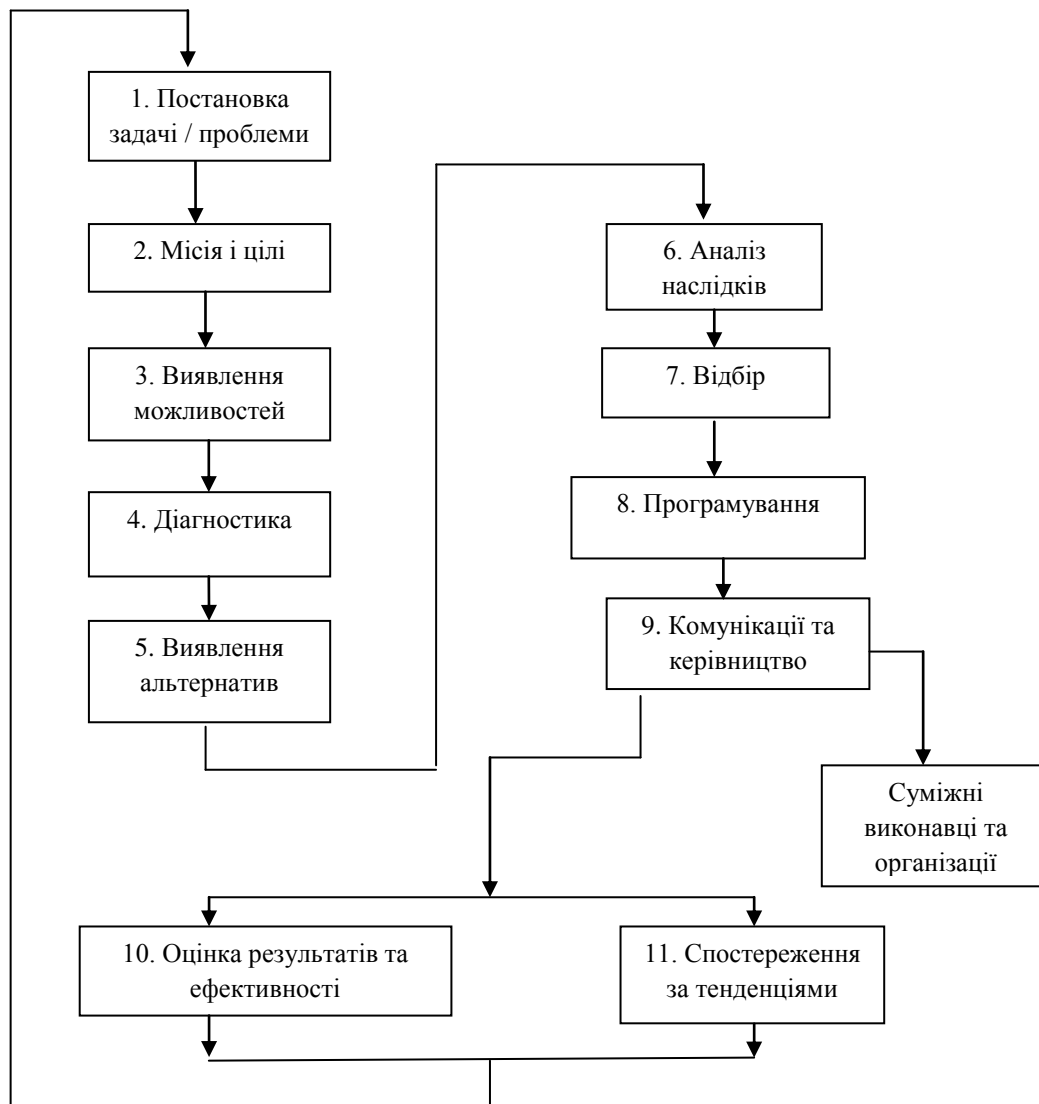 1. Постановка
задачі / проблеми
2. Місія і цілі
3. Виявлення
можливостей
4. Діагностика
5. Виявлення
альтернатив
6. Аналіз
наслідків
7. Відбір
8. Програмування
9. Комунікації та
керівництво
Суміжні
виконавці та
організації
10. Оцінка результатів та
ефективності
11. Спостереження
за тенденціями